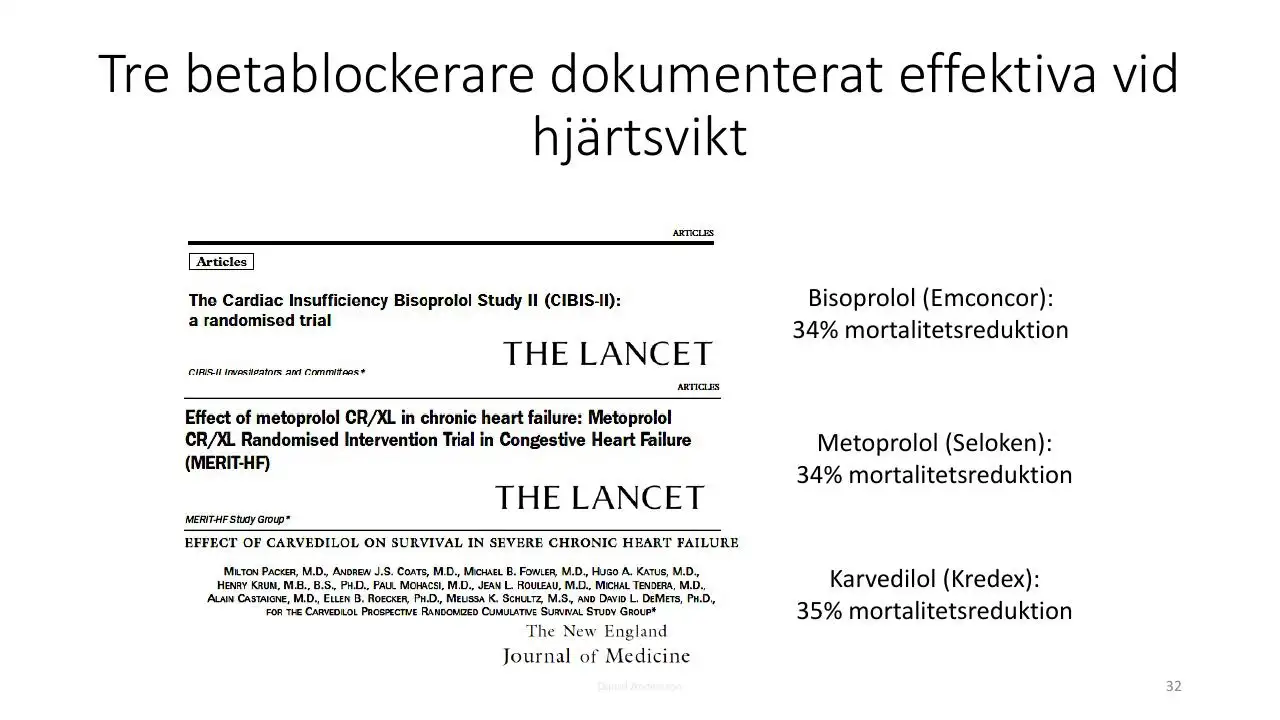 Tre betablockerare dokumenterat effektiva vid
hjärtsvikt
ARTICLES
Articles
The Cardiac Insufficiency Bisoprolol Study II (CIBIS-II):
a randomised trial
THE LANCET
CIBIS-II Investigators and Committees*
ARTICLES
Effect of metoprolol CR/XL in chronic heart failure: Metoprolol
CR/XL Randomised Intervention Trial in Congestive Heart Failure
(MERIT-HF)
THE LANCET
MERIT-HF Study Group*
EFFECT OF CARVEDILOL ON SURVIVAL IN SEVERE CHRONIC HEART FAILURE
MILTON PACKER, M.D., ANDREW J.S. COATS, M.D., MICHAEL B. FOWLER, M.D., HUGO A. KATUS, M.D.,
HENRY KRUM, M.B., B.S., PH.D., PAUL MOHACSI, M.D., JEAN L. ROULEAU, M.D., MICHAL TENDERA, M.D.,
ALAIN CASTAIGNE, M.D., ELLEN B. ROECKER, PH.D., MELISSA K. SCHULTZ, M.S., AND DAVID L. DEMETS, PH.D.,
FOR THE CARVEDILOL PROSPECTIVE RANDOMIZED CUMULATIVE SURVIVAL STUDY GROUP*
The New England
Journal of Medicine
Bisoprolol (Emconcor):
34% mortalitetsreduktion
Metoprolol (Seloken):
34% mortalitetsreduktion
Karvedilol (Kredex):
35% mortalitetsreduktion
32